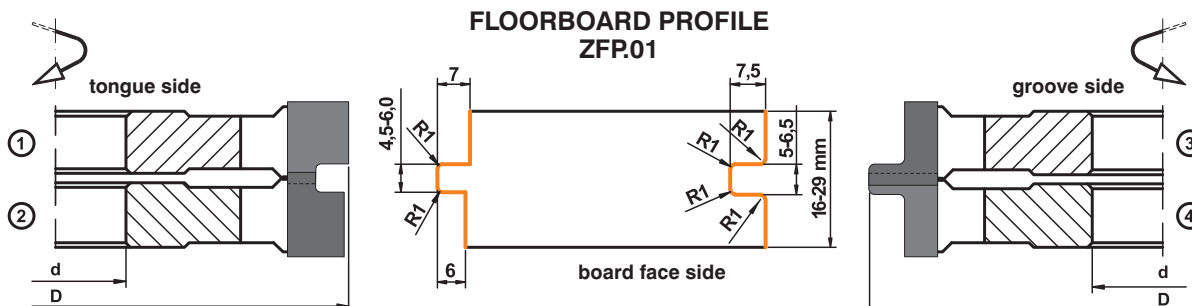 FLOORBOARD PROFILE
ZFP.01
tongue side
groove side
7
7,5
4,5-6,0
R1
R1
R1
R1
R1
R1
5-6,5
16-29 mm
1
2
3
4
6
board face side
d
D
d
D